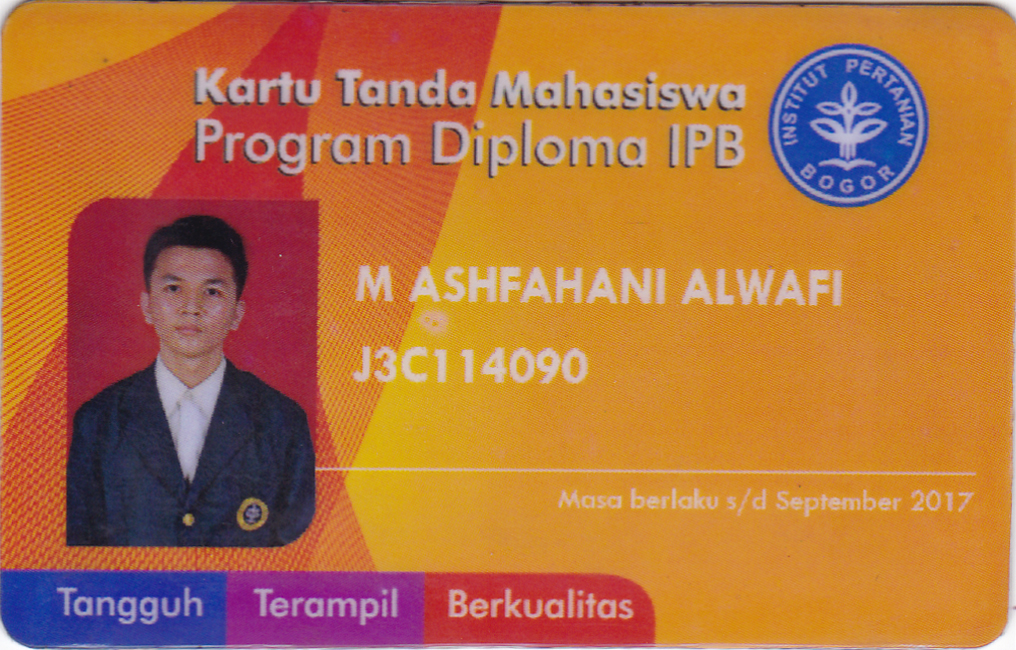 Kartu Tanda Mahasiswa
Program Diploma IPB
INSTITUT PERTANIAN
BOGOR
M ASHFAHANI ALWAFI
J3C114090
Masa berlaku s/d September 2017
Tangguh Terampil Berkualitas